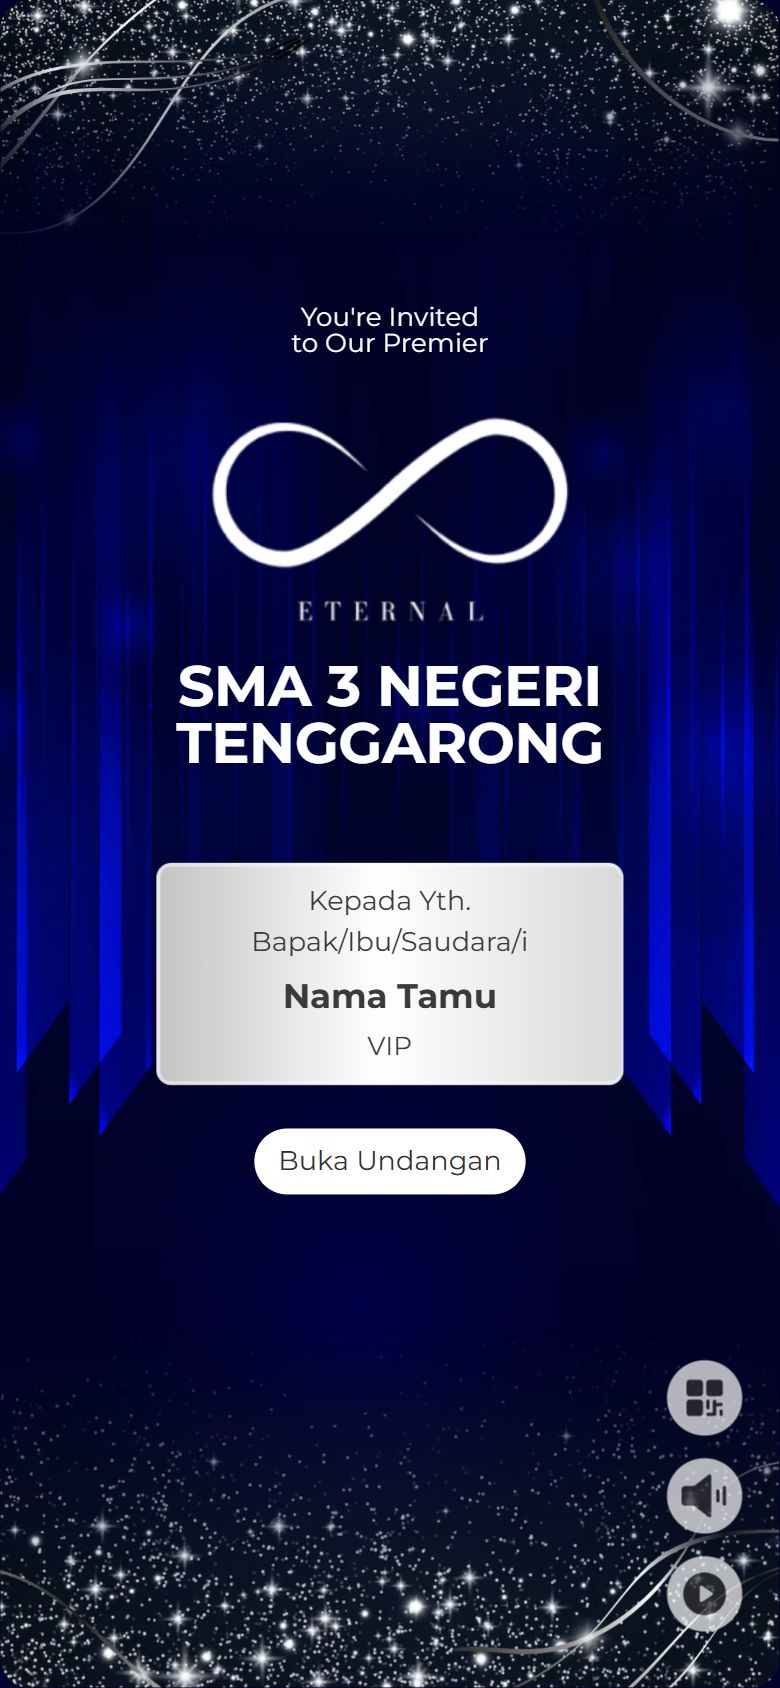 You're Invited
to Our Premier
ETERNAL
SMA 3 NEGERI
TENGGARONG
Kepada Yth.
Bapak/Ibu/Saudara/i
Nama Tamu
VIP
Buka Undangan